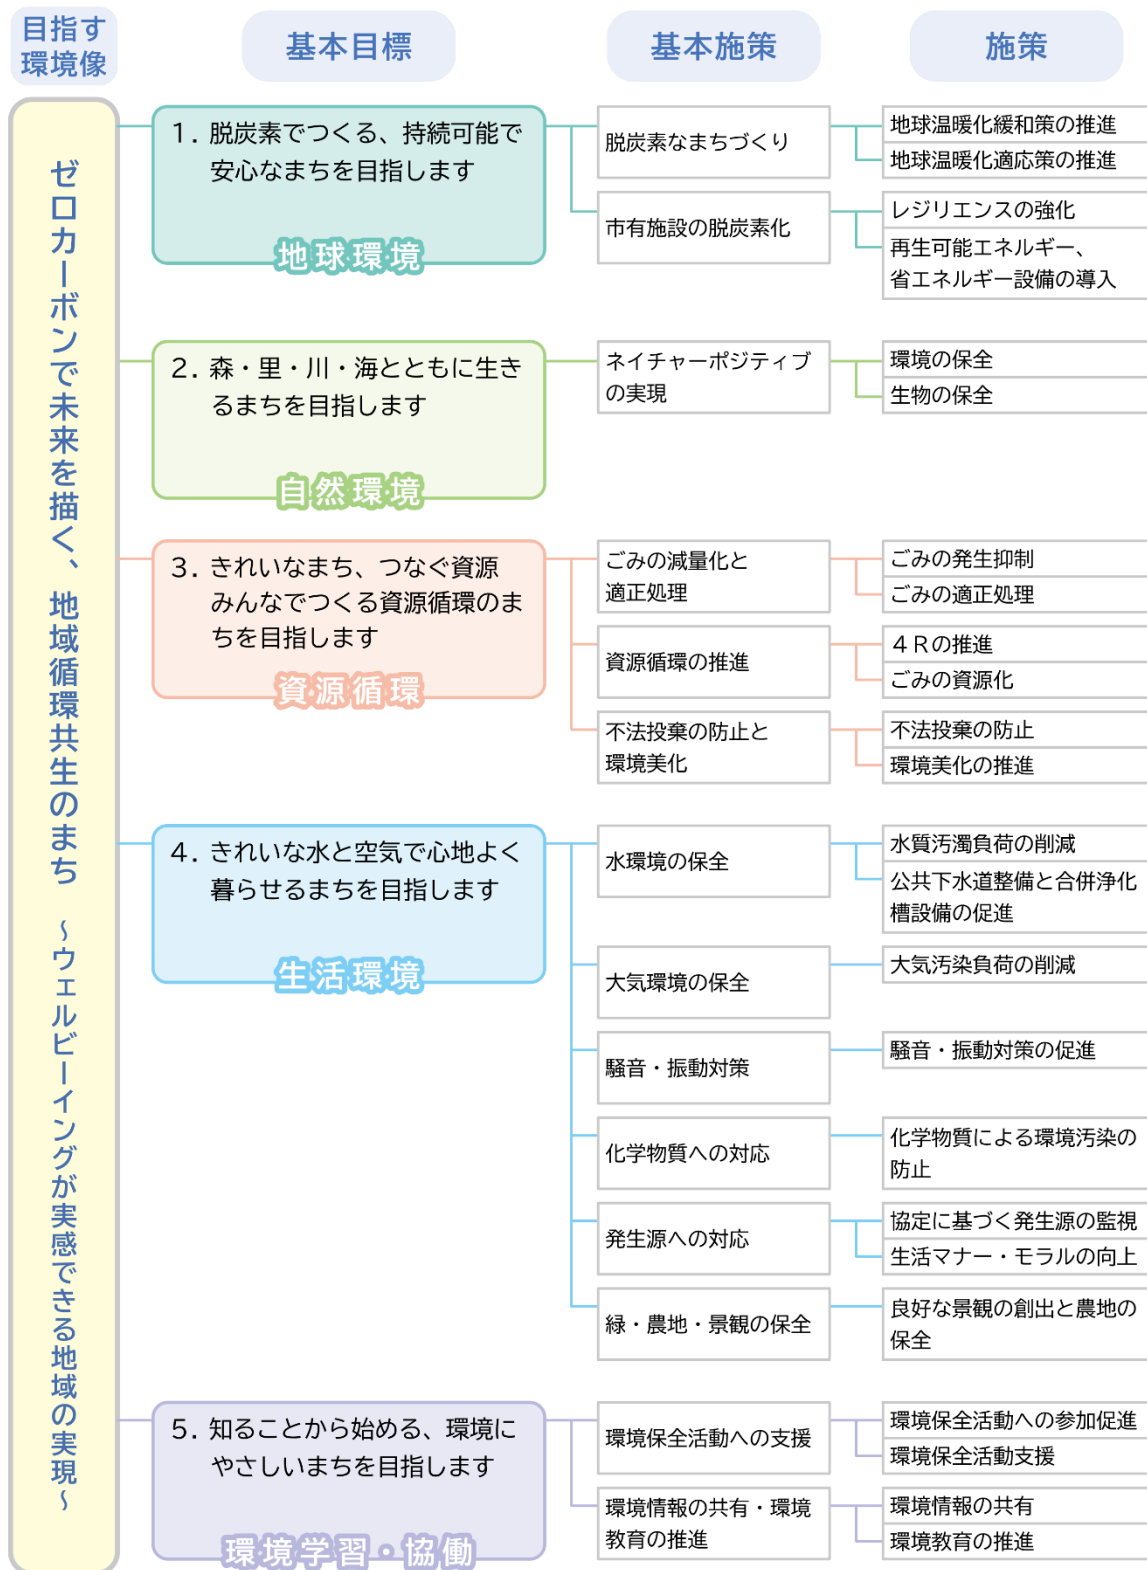 目指す
環境像
基本目標
基本施策
施策
ゼロカーボンで未来を描く、地域循環共生のまち
~ウェルビーイングが実感できる地域の実現~
1. 脱炭素でつくる、持続可能で
安心なまちを目指します
地球環境
脱炭素なまちづくり
地球温暖化緩和策の推進
地球温暖化適応策の推進
市有施設の脱炭素化
レジリエンスの強化
再生可能エネルギー、
省エネルギー設備の導入
2. 森・里・川・海とともに生き
るまちを目指します
自然環境
ネイチャーポジティブ
の実現
環境の保全
生物の保全
3. きれいなまち、つなぐ資源
みんなでつくる資源循環のま
ちを目指します
資源循環
ごみの減量化と
適正処理
ごみの発生抑制
ごみの適正処理
資源循環の推進
4Rの推進
ごみの資源化
不法投棄の防止と
環境美化
不法投棄の防止
環境美化の推進
4. きれいな水と空気で心地よく
暮らせるまちを目指します
生活環境
水環境の保全
水質汚濁負荷の削減
公共下水道整備と合併浄化
槽設備の促進
大気環境の保全
大気汚染負荷の削減
騒音・振動対策
騒音・振動対策の促進
化学物質への対応
化学物質による環境汚染の
防止
発生源への対応
協定に基づく発生源の監視
生活マナー・モラルの向上
緑・農地・景観の保全
良好な景観の創出と農地の
保全
5. 知ることから始める、環境に
やさしいまちを目指します
環境学習・協働
環境保全活動への支援
環境保全活動への参加促進
環境保全活動支援
環境情報の共有・環境
教育の推進
環境情報の共有
環境教育の推進